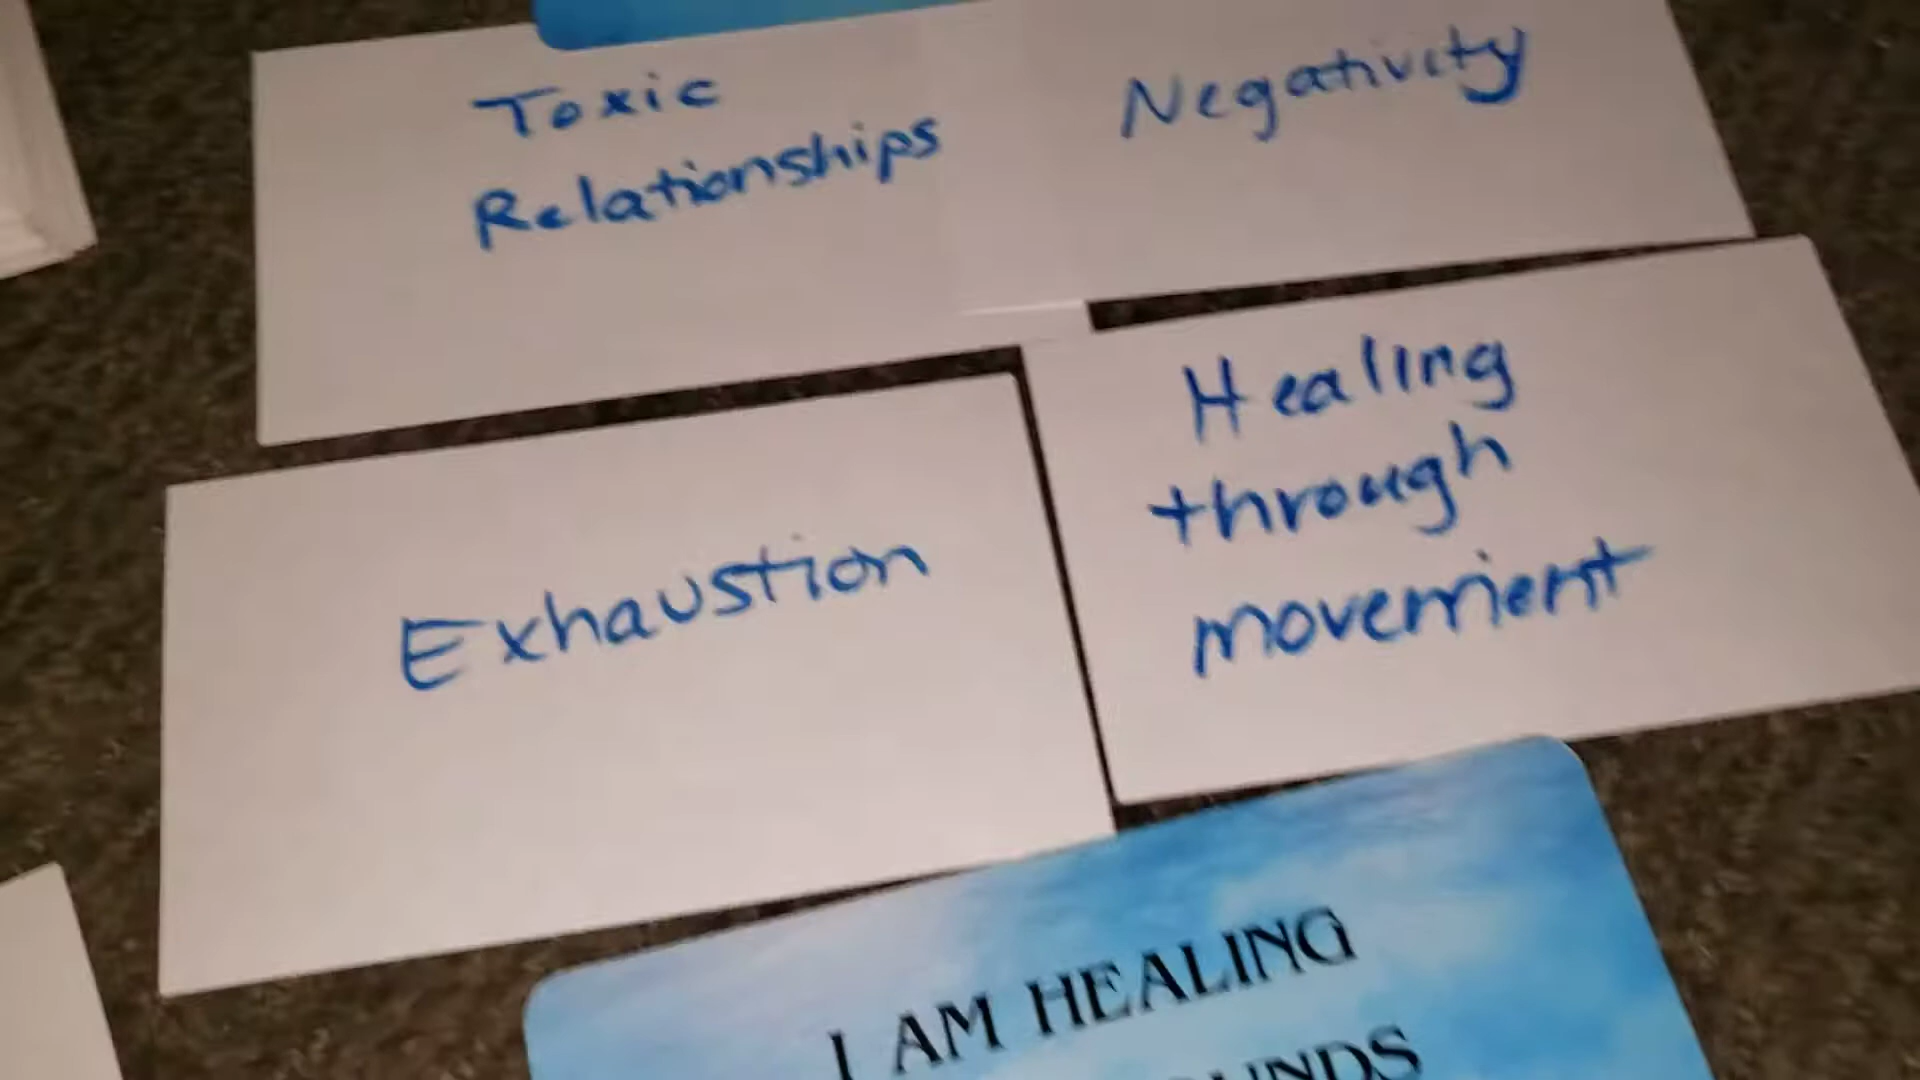 Toxic
Relationships
Negativity
Exhaustion
Healing
through
movement
I AM HEALING